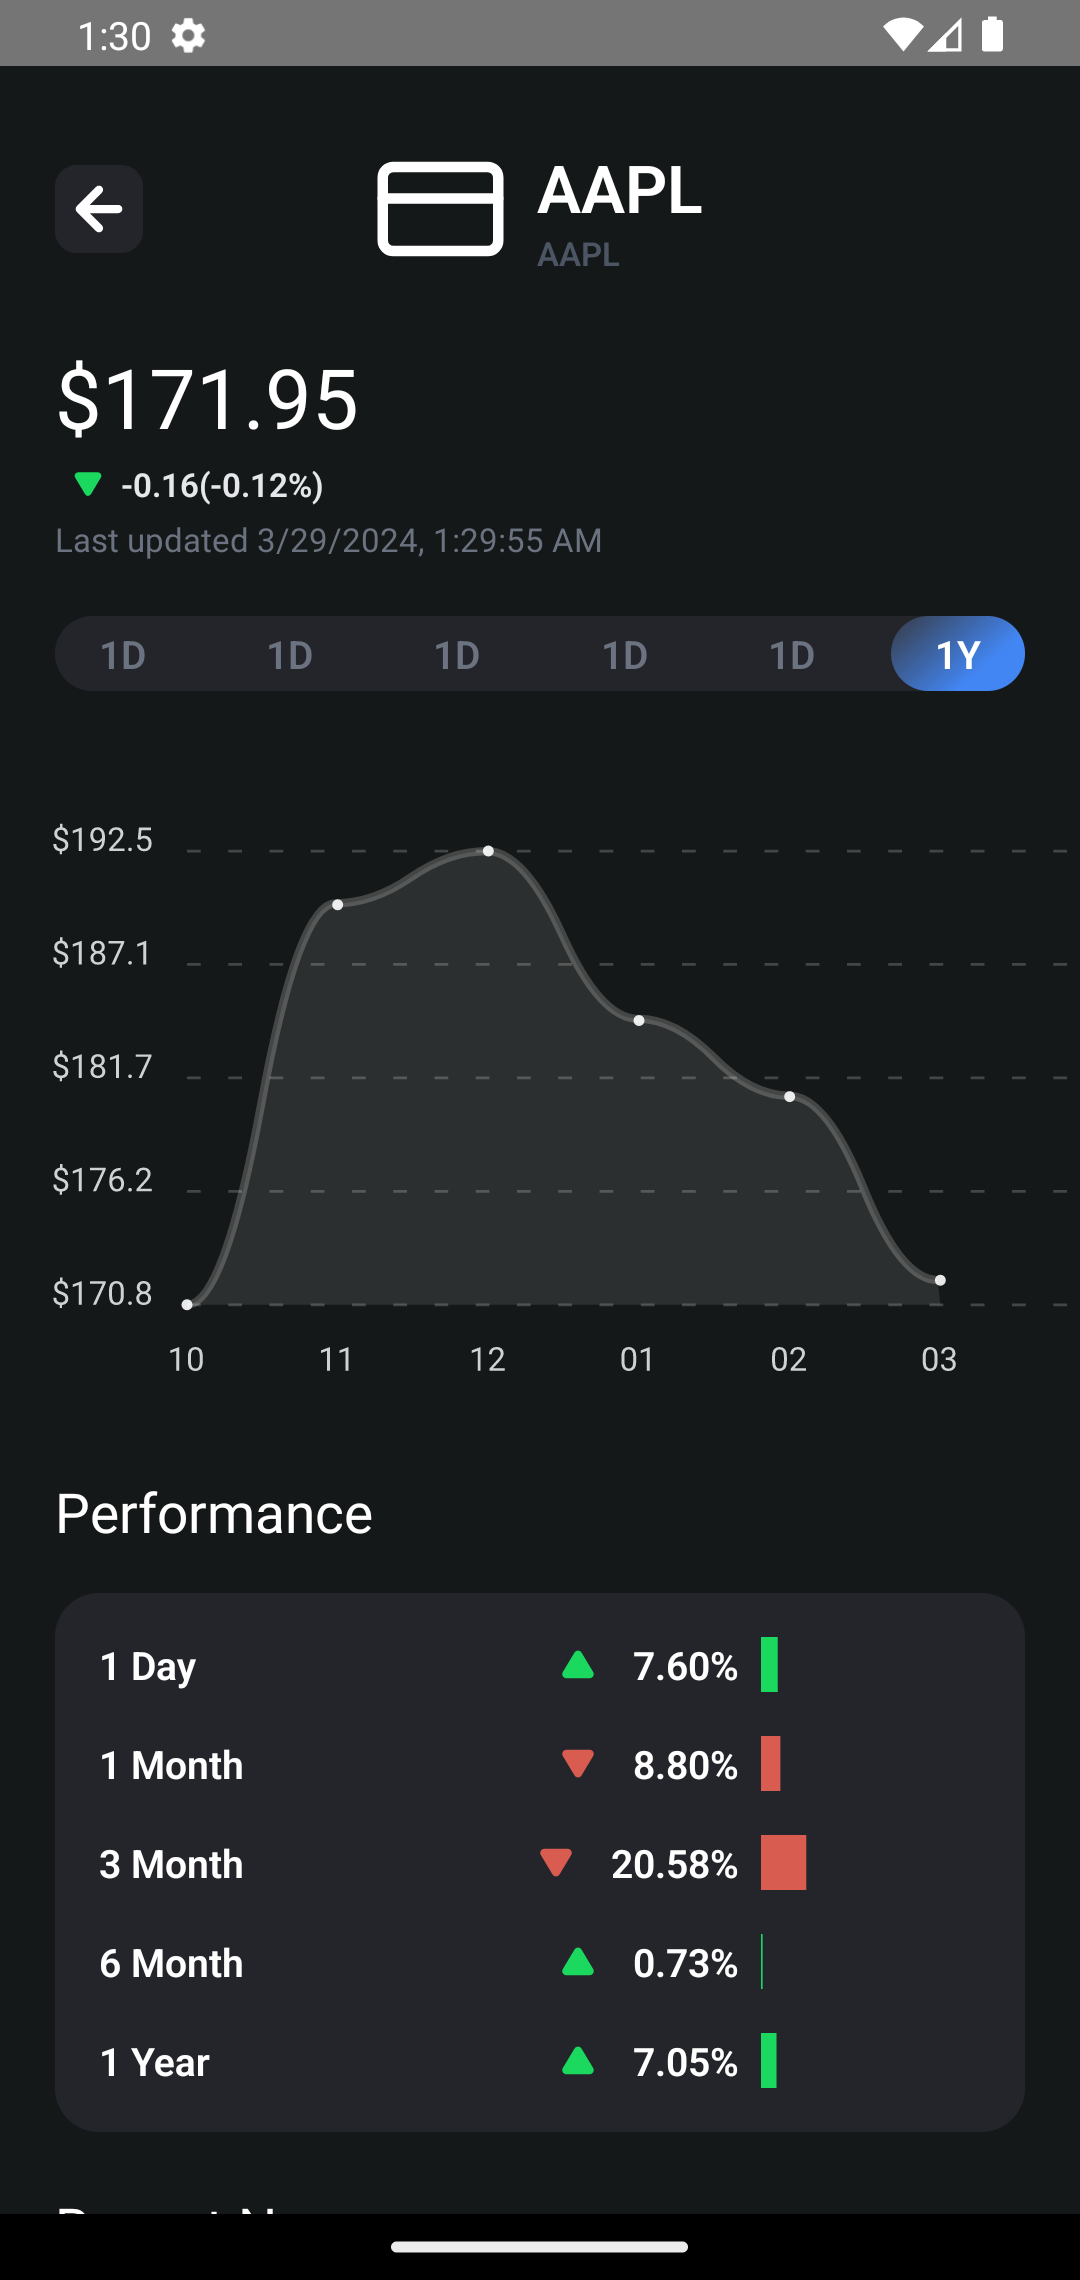 1:30
AAPL
AAPL
$171.95
-0.16(-0.12%)
Last updated 3/29/2024, 1:29:55 AM
1D 1D 1D 1D 1D 1Y
$192.5
$187.1
$181.7
$176.2
$170.8
10 11 12 01 02 03
Performance
1 Day 7.60%
1 Month 8.80%
3 Month 20.58%
6 Month 0.73%
1 Year 7.05%